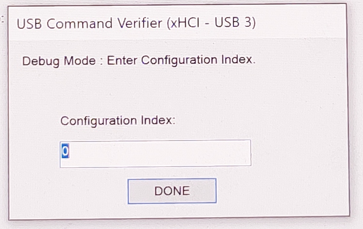 USB Command Verifier (xHCI - USB 3)
Debug Mode : Enter Configuration Index.
Configuration Index:
0
DONE